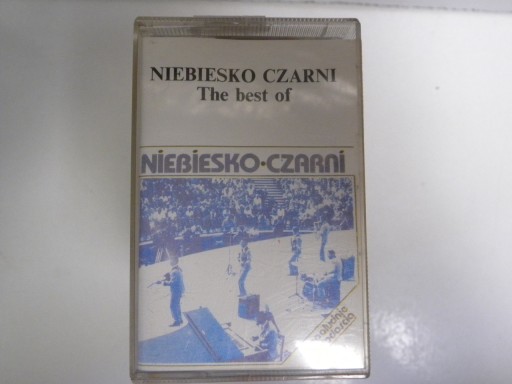 NIEBIESKO CZARNI
The best of
NIEBIESKO·CZARNI